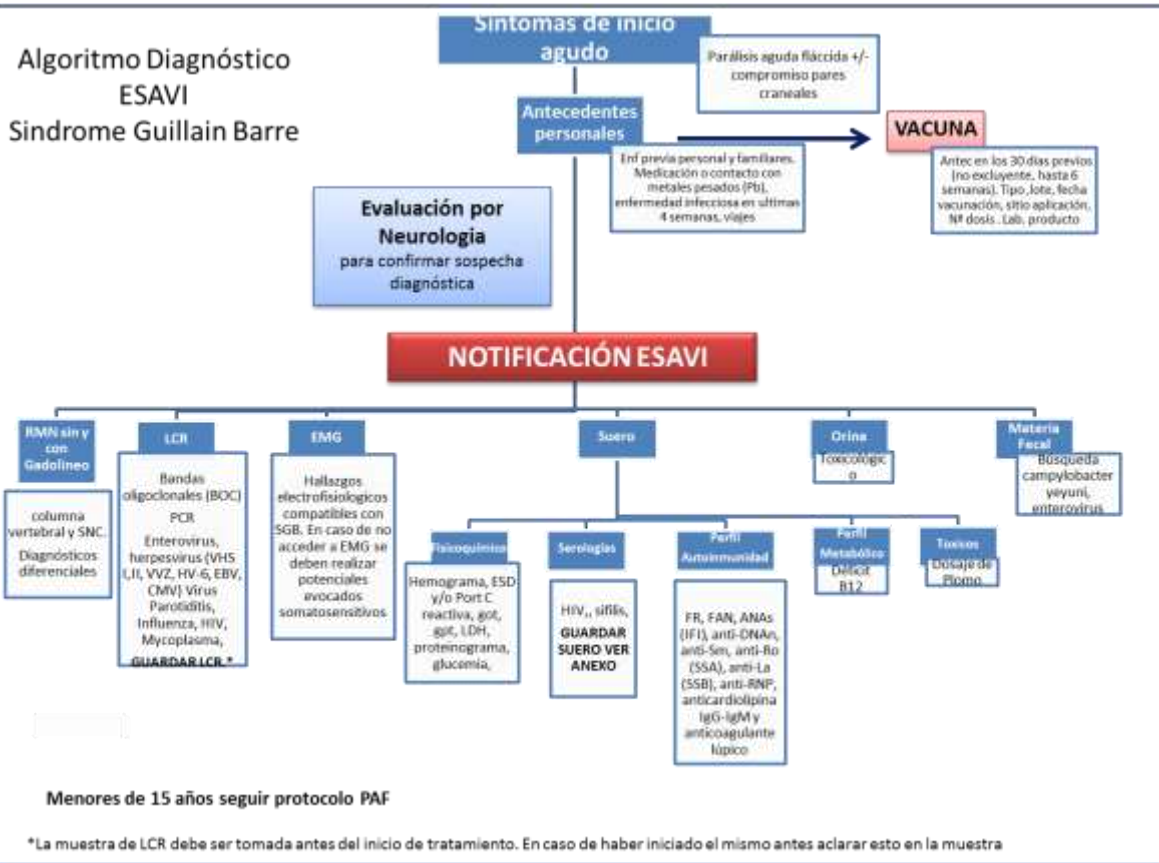 Algoritmo Diagnóstico
ESAVI
Sindrome Guillain Barre
Sintomas de inicio
agudo
Parálisis aguda fláccida +/-
compromiso pares
craneales
Antecedentes
personales
Enf previa personal y familiares.
Medicación o contacto con
metales pesados (Pb),
enfermedad infecciosa en ultimas
4 semanas, viajes
VACUNA
Antec en los 30 días previos
(no excluyente, hasta 6
semanas). Tipo ,lote, fecha
vacunación, sitio aplicación,
Nº dosis . Lab. producto
Evaluación por
Neurologia
para confirmar sospecha
diagnóstica
NOTIFICACIÓN ESAVI
RMN sin y
con
Gadolineo
columna
vertebral y SNC.
Diagnósticos
diferenciales
LCR
Bandas
oligoclonales (BOC)
PCR
Enterovirus,
herpesvirus (VHS
I,II, VVZ, HV-6, EBV,
CMV) Virus
Parotiditis,
Influenza, HIV,
Mycoplasma,
GUARDAR LCR.*
EMG
Hallazgos
electrofisiologicos
compatibles con
SGB. En caso de no
acceder a EMG se
deben realizar
potenciales
evocados
somatosensitivos
Suero
Fisicoquímico
Hemograma, ESD
y/o Port C
reactiva, got,
gpt, LDH,
proteinograma,
glucemia,
Serologías
HIV,, sifilis,
GUARDAR
SUERO VER
ANEXO
Perfil
Autoinmunidad
FR, FAN, ANAs
(IFI), anti-DNAn,
anti-Sm, anti-Ro
(SSA), anti-La
(SSB), anti-RNP,
anticardiolipina
IgG-IgM y
anticoagulante
lúpico
Perfil
Metabólico
Déficit
B12
Toxicos
Dosaje de
Plomo
Orina
Toxicológic
o
Materia
Fecal
Búsqueda
campylobacter
yeyuni,
enterovirus
Menores de 15 años seguir protocolo PAF
*La muestra de LCR debe ser tomada antes del inicio de tratamiento. En caso de haber iniciado el mismo antes aclarar esto en la muestra